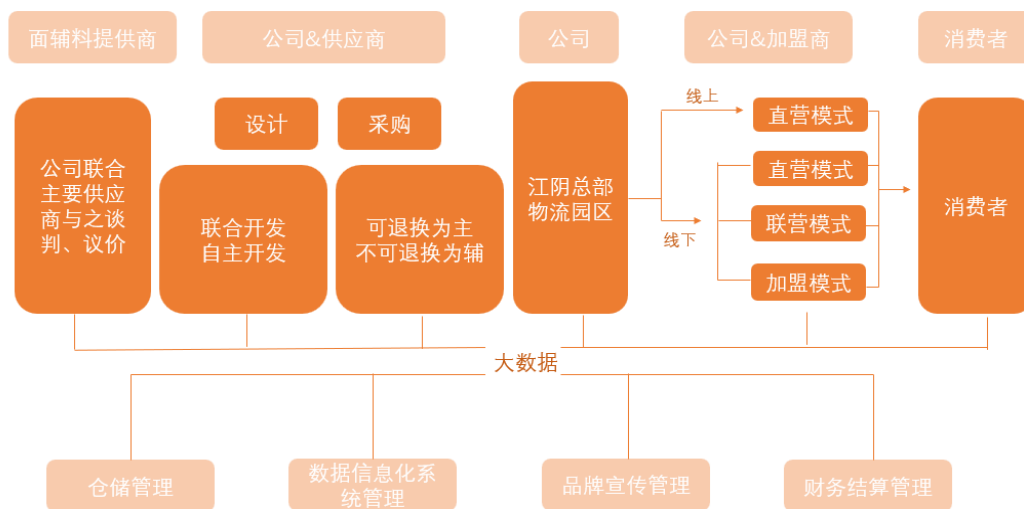 面辅料提供商
公司&供应商
公司
公司&加盟商
消费者
公司联合
主要供应
商与之谈
判、议价
设计
采购
联合开发
自主开发
可退换为主
不可退换为辅
江阴总部
物流园区
线上
线下
直营模式
直营模式
联营模式
加盟模式
消费者
大数据
仓储管理
数据信息化系
统管理
品牌宣传管理
财务结算管理